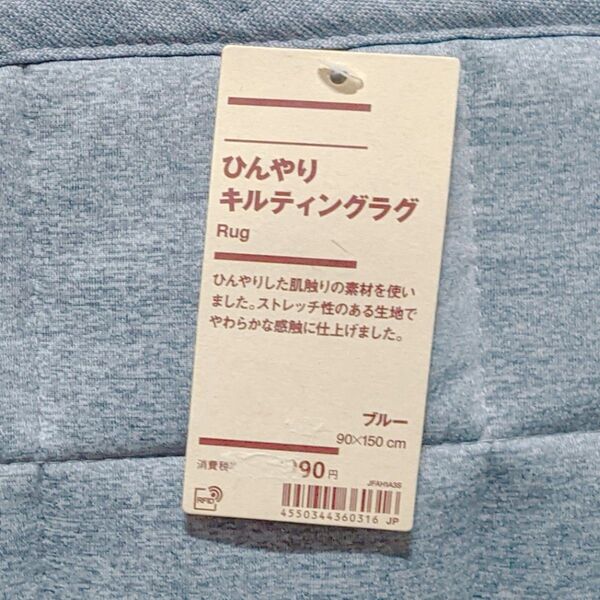 ひんやり
キルティングラグ
Rug
ひんやりした肌触りの素材を使い
ました。ストレッチ性のある生地で
やわらかな感触に仕上げました。
ブルー
90×150 cm
消費税 990円
JFAH1A3S
RFID
4550344360316 JP